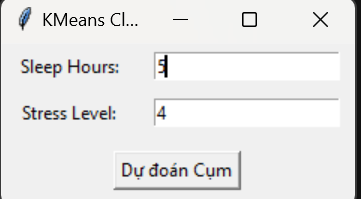 KMeans Cl...
Sleep Hours: 5
Stress Level: 4
Dự đoán Cụm